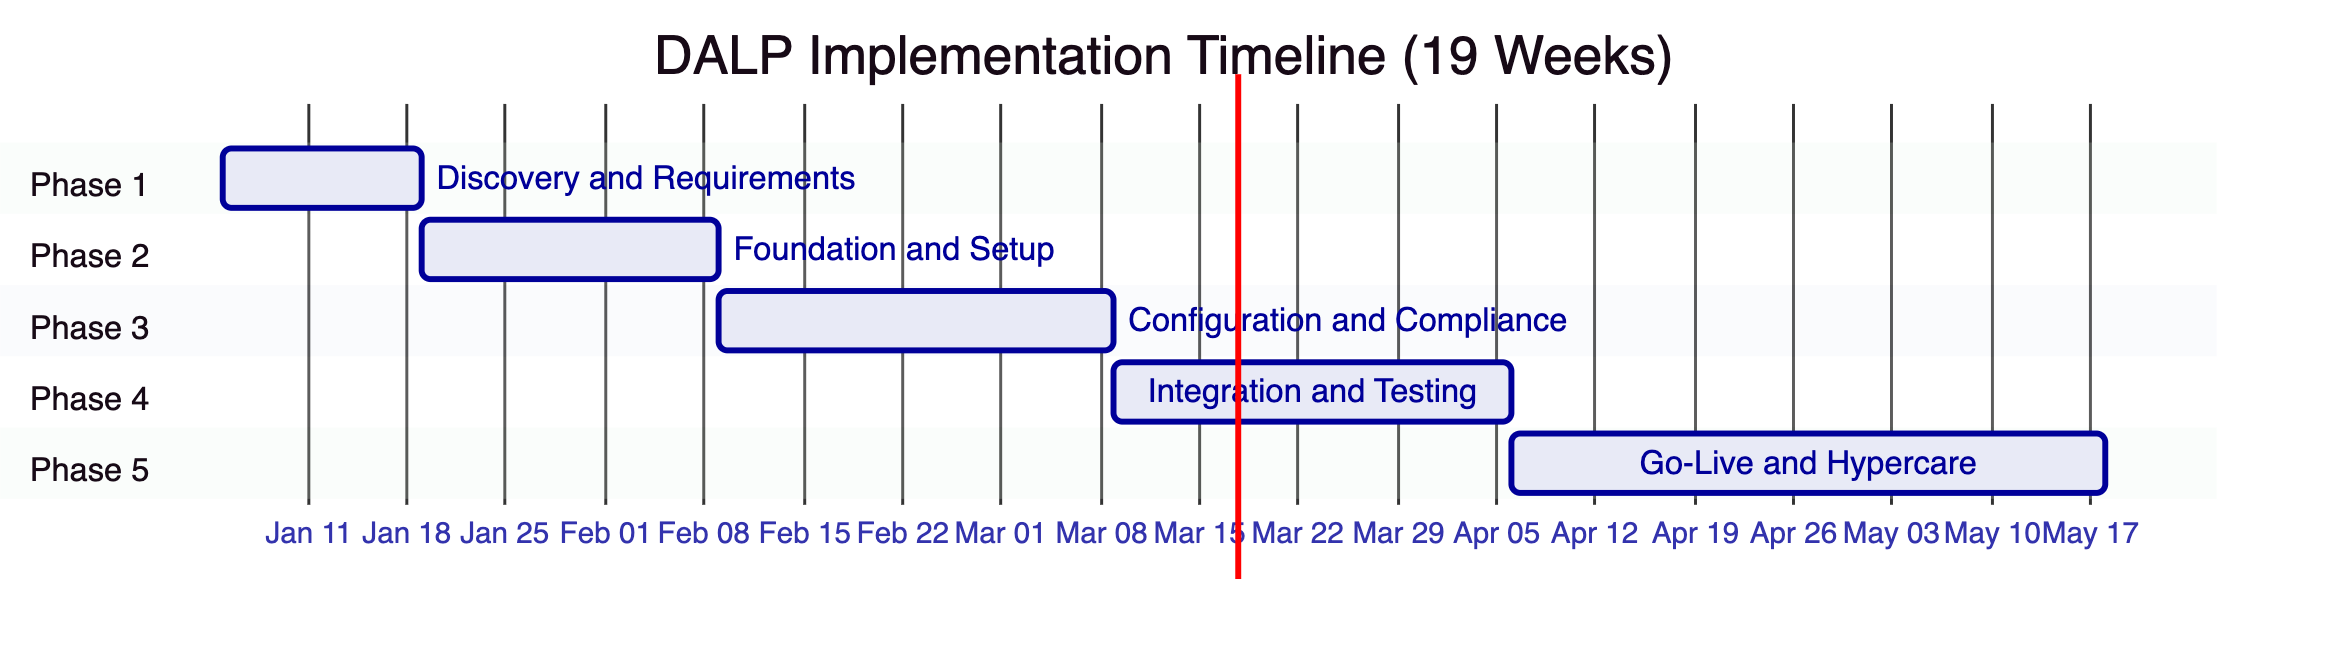 DALP Implementation Timeline (19 Weeks)
Phase 1
Discovery and Requirements
Phase 2
Foundation and Setup
Phase 3
Configuration and Compliance
Phase 4
Integration and Testing
Phase 5
Go-Live and Hypercare
Jan 11 Jan 18 Jan 25 Feb 01 Feb 08 Feb 15 Feb 22 Mar 01 Mar 08 Mar 15 Mar 22 Mar 29 Apr 05 Apr 12 Apr 19 Apr 26 May 03 May 10 May 17